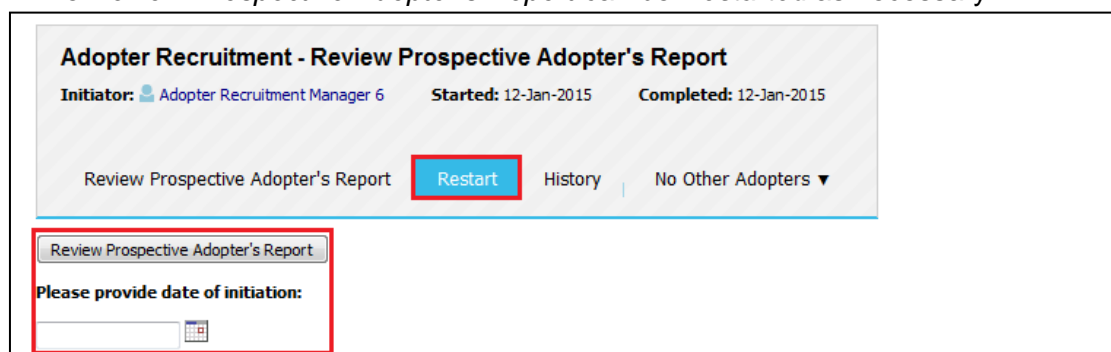 Adopter Recruitment - Review Prospective Adopter's Report
Initiator: Adopter Recruitment Manager 6 Started: 12-Jan-2015 Completed: 12-Jan-2015
Review Prospective Adopter's Report Restart History No Other Adopters ▼
Review Prospective Adopter's Report
Please provide date of initiation: